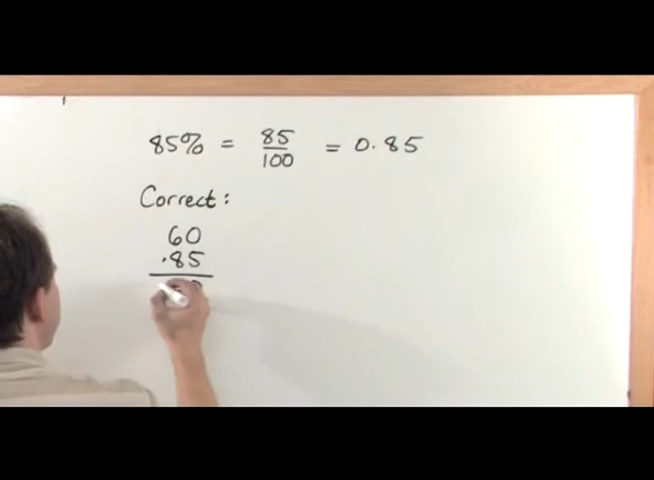 85% = 85/100 = 0.85
Correct:
60
.85